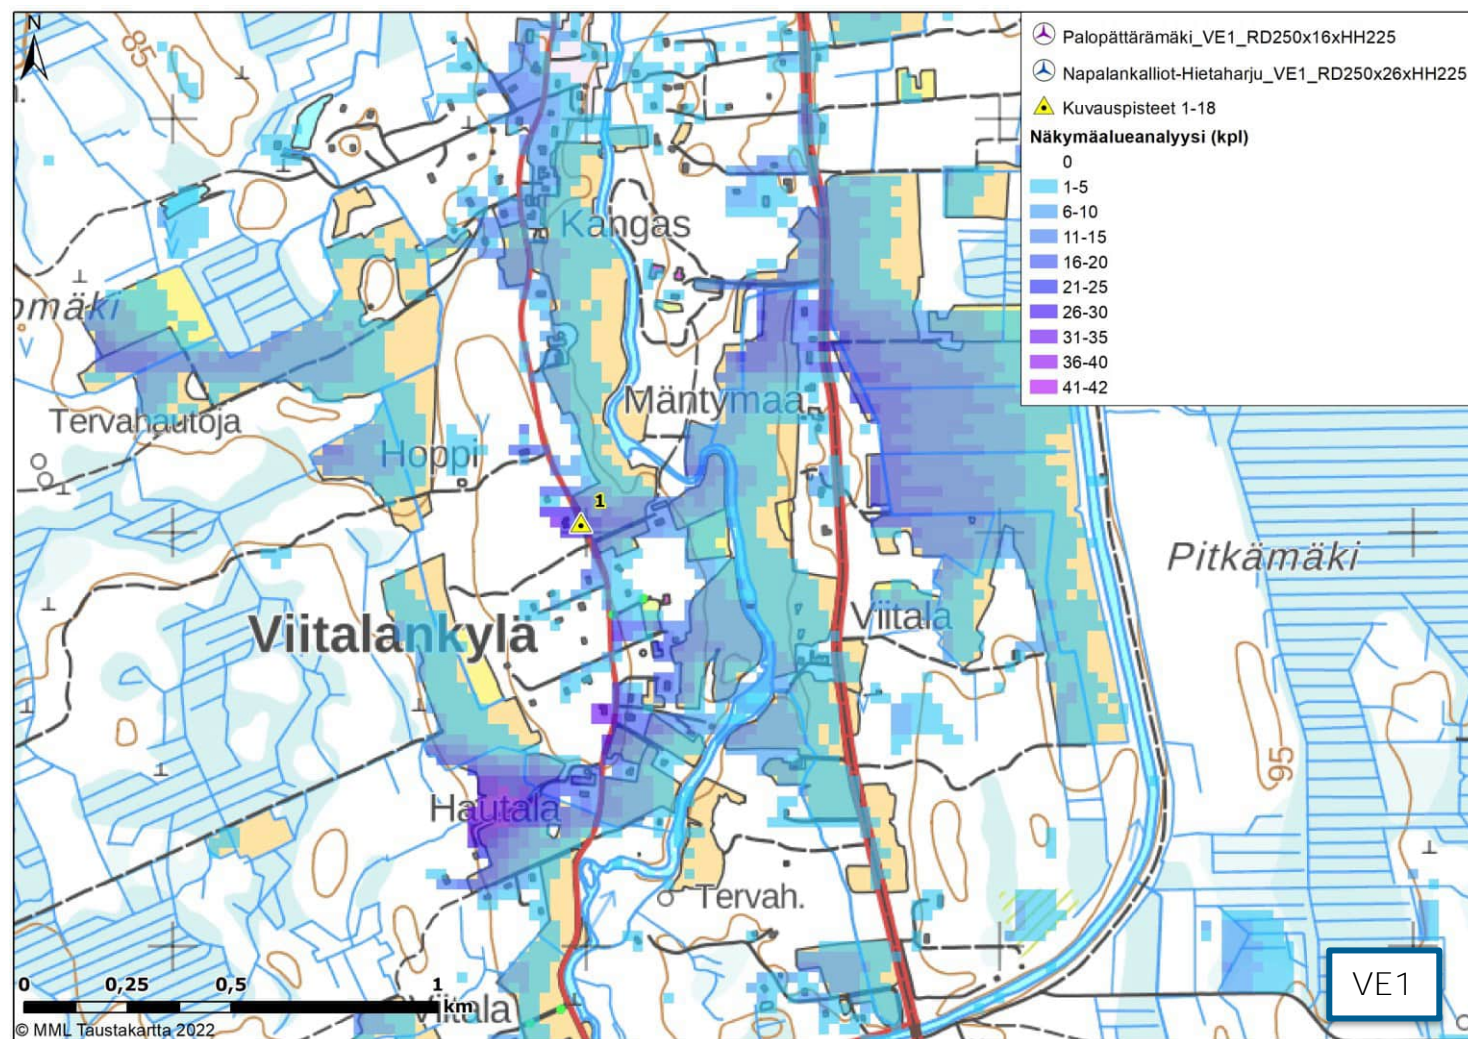 N
85
Palopättärämäki_VE1_RD250x16xHH225
Napalankalliot-Hietaharju_VE1_RD250x26xHH225
Kuvauspisteet 1-18
Näkymäalueanalyysi (kpl)
0
1-5
6-10
11-15
16-20
21-25
26-30
31-35
36-40
41-42
Kangas
omäki
Mäntymaa
Tervahautoja
Hoppi
1
Pitkämäki
Viitalankylä
Viitala
95
Hautala
Tervah.
0 0,25 0,5 1
km
Viitala
VE1
© MML Taustakartta 2022